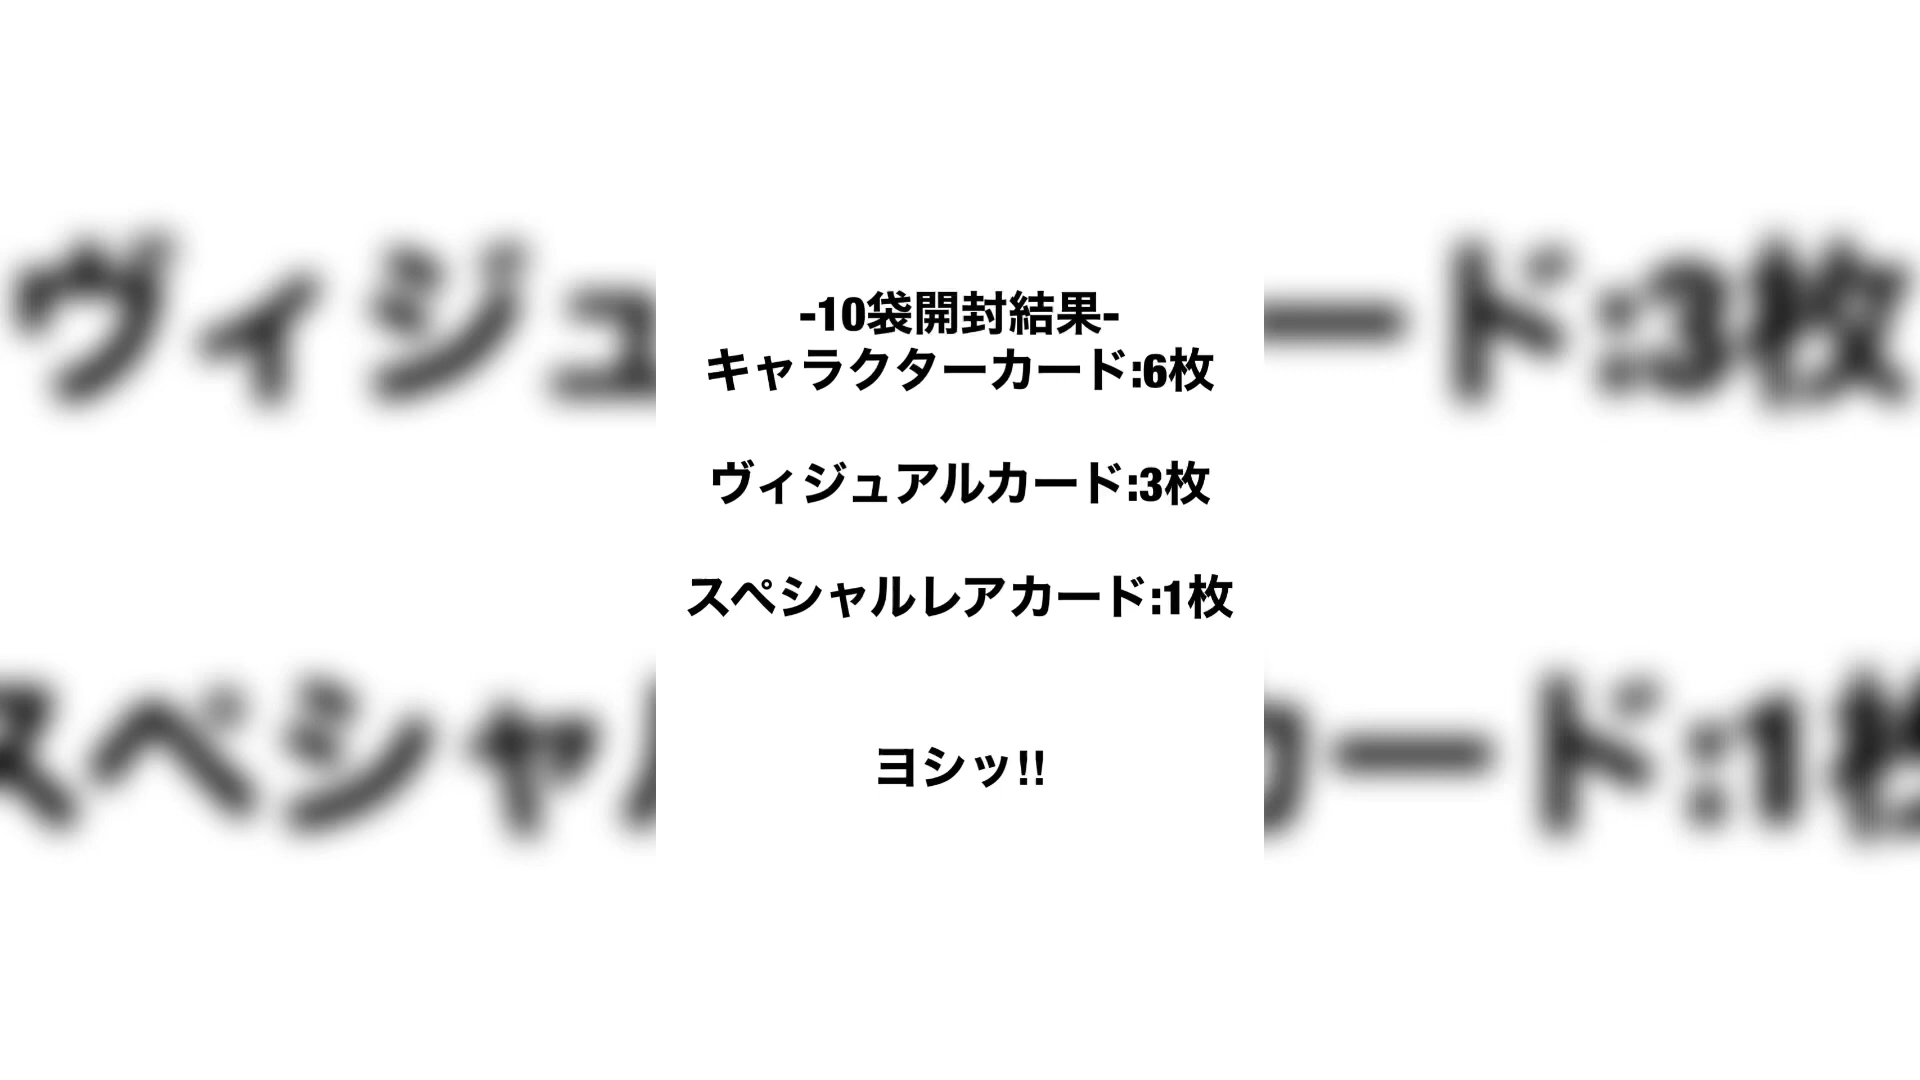 -10袋開封結果-
キャラクターカード:6枚
ヴィジュアルカード:3枚
スペシャルレアカード:1枚
ヨシッ!!